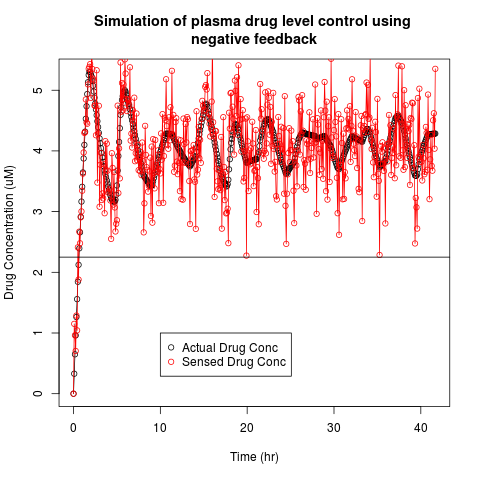 Simulation of plasma drug level control using
negative feedback
Drug Concentration (uM)
5
4
3
2
1
0
Actual Drug Conc
Sensed Drug Conc
0 10 20 30 40
Time (hr)